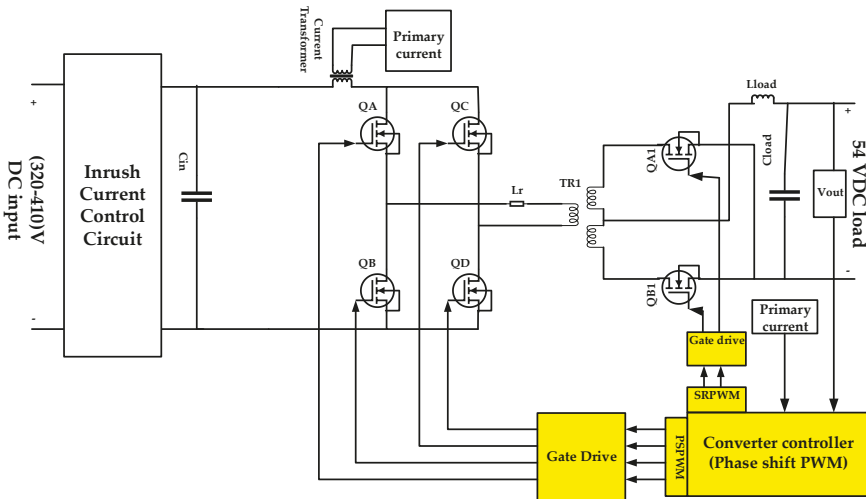 Current
Transformer
Primary
current
+
(320-410)V
DC input
-
Inrush
Current
Control
Circuit
Cin
QA
QC
QB
QD
Lr
TR1
QA1
QB1
Lload
Cload
+
54 VDC load
-
Vout
Primary
current
Gate drive
SRPWM
PSPWM
Gate Drive
Converter controller
(Phase shift PWM)